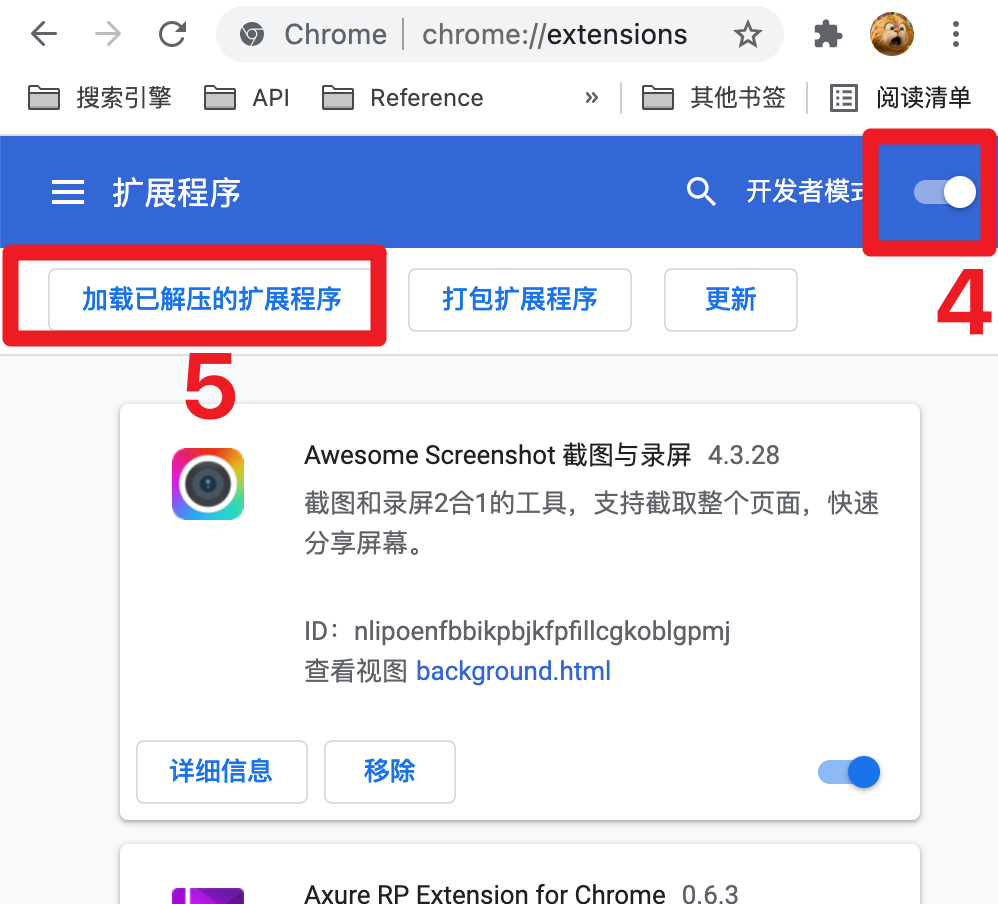 Chrome | chrome://extensions
搜索引擎 API Reference » 其他书签 阅读清单
扩展程序 开发者模式
4
加载已解压的扩展程序 打包扩展程序 更新
5
Awesome Screenshot 截图与录屏 4.3.28
截图和录屏2合1的工具，支持截取整个页面，快速
分享屏幕。
ID：nlipoenfbbikpbjkfpfillcgkoblgpmj
查看视图 background.html
详细信息 移除
Axure RP Extension for Chrome 0.6.3